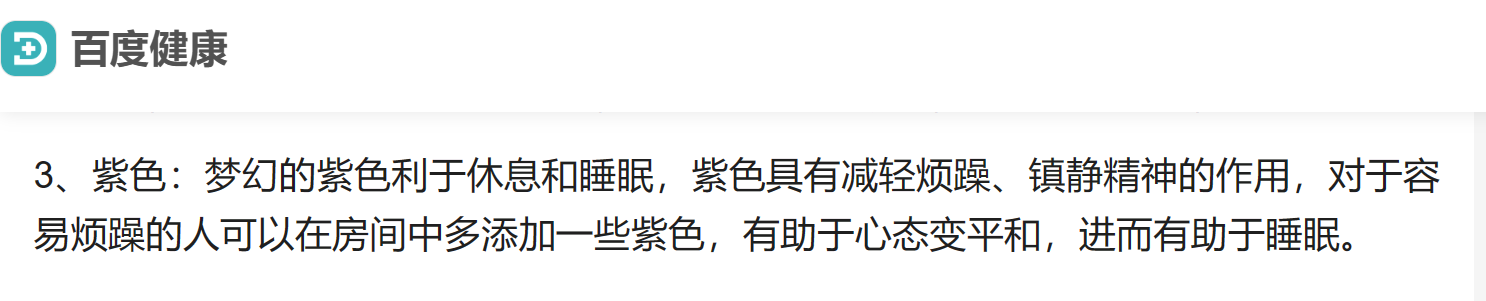 百度健康
3、紫色：梦幻的紫色利于休息和睡眠，紫色具有减轻烦躁、镇静精神的作用，对于容
易烦躁的人可以在房间中多添加一些紫色，有助于心态变平和，进而有助于睡眠。